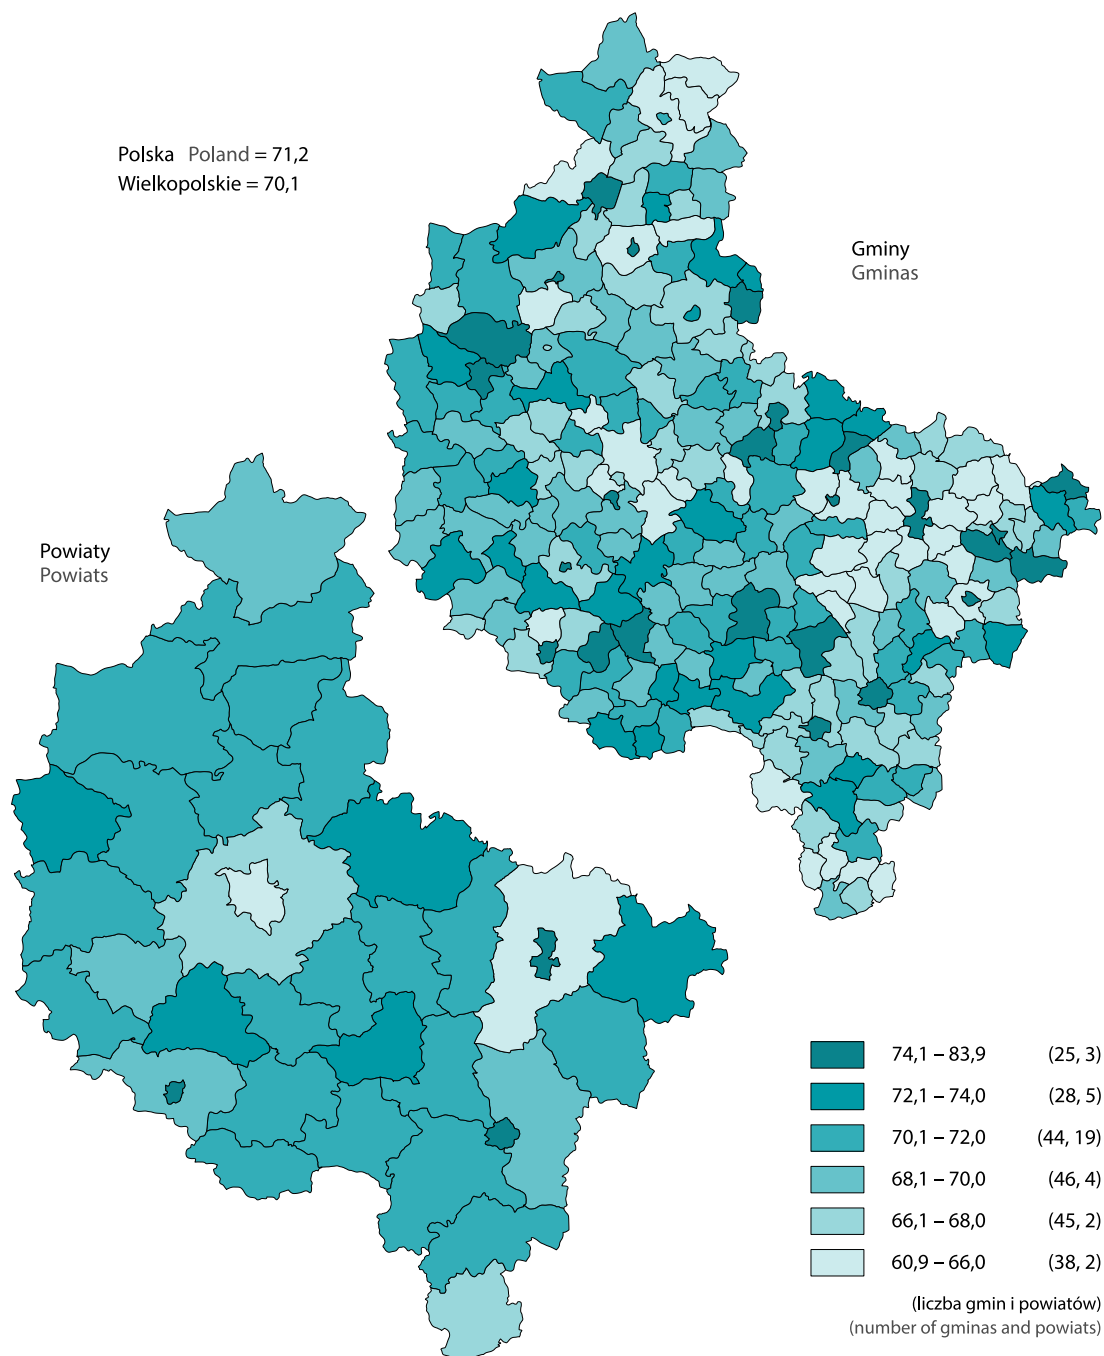 Polska Poland = 71,2
Wielkopolskie = 70,1
Gminy
Gminas
Powiaty
Powiats
74,1 – 83,9 (25, 3)
72,1 – 74,0 (28, 5)
70,1 – 72,0 (44, 19)
68,1 – 70,0 (46, 4)
66,1 – 68,0 (45, 2)
60,9 – 66,0 (38, 2)
(liczba gmin i powiatów)
(number of gminas and powiats)